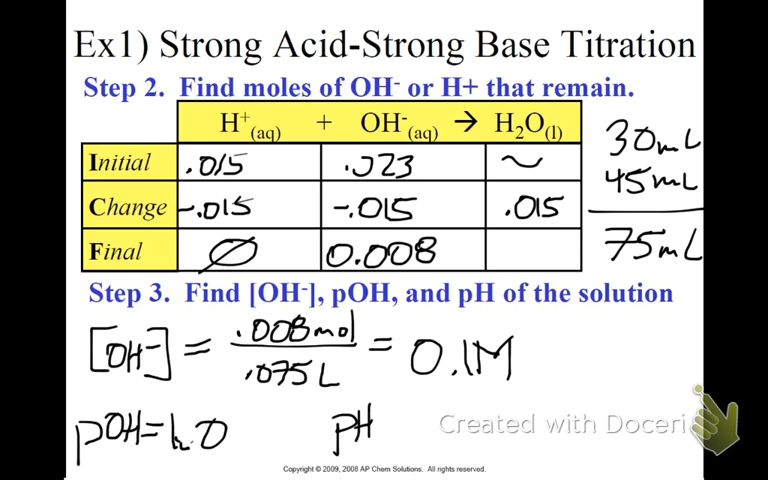 Ex1) Strong Acid-Strong Base Titration
Step 2. Find moles of OH⁻ or H+ that remain.
H⁺(aq) + OH⁻(aq) → H₂O(l)
Initial .015 .023 ~
Change -.015 -.015 .015
Final ∅ 0.008
30mL
45mL
75mL
Step 3. Find [OH⁻], pOH, and pH of the solution
[OH⁻] = .008mol / .075L = 0.1M
pOH = 1.0 pH
Created with Doceri
Copyright © 2009, 2008 AP Chem Solutions. All rights reserved.